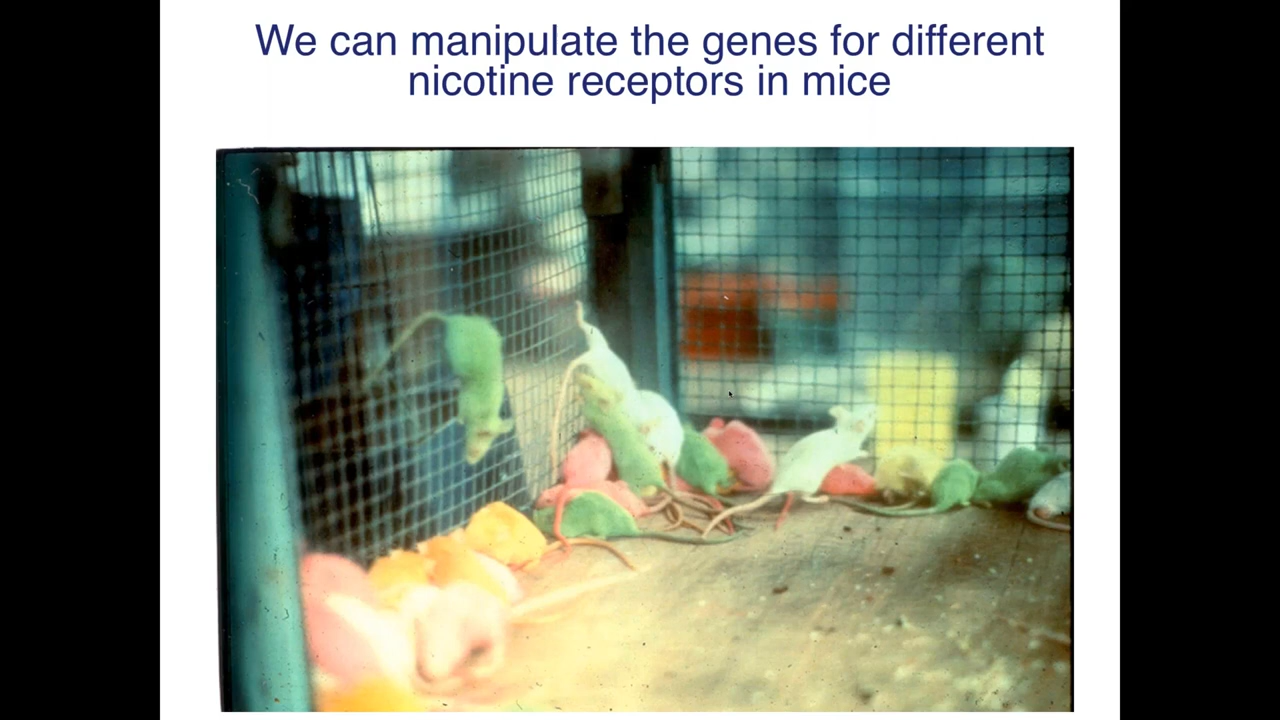 We can manipulate the genes for different
nicotine receptors in mice